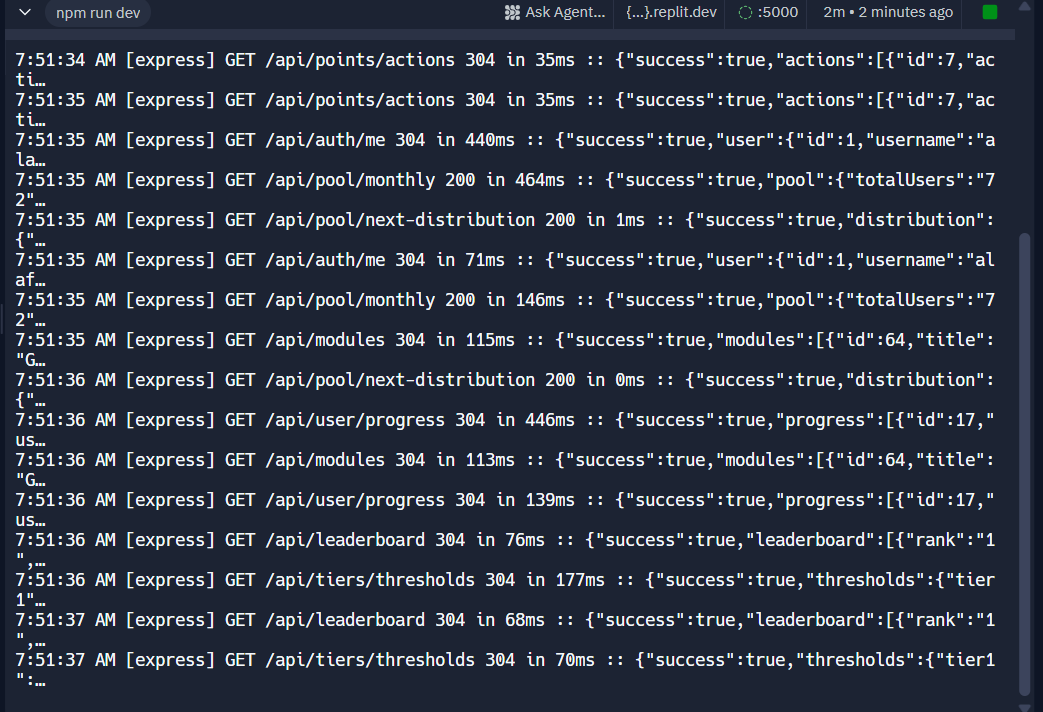 npm run dev Ask Agent... {...}.replit.dev :5000 2m • 2 minutes ago
7:51:34 AM [express] GET /api/points/actions 304 in 35ms :: {"success":true,"actions":[{"id":7,"ac
ti…
7:51:35 AM [express] GET /api/points/actions 304 in 35ms :: {"success":true,"actions":[{"id":7,"ac
ti…
7:51:35 AM [express] GET /api/auth/me 304 in 440ms :: {"success":true,"user":{"id":1,"username":"a
la…
7:51:35 AM [express] GET /api/pool/monthly 200 in 464ms :: {"success":true,"pool":{"totalUsers":"7
2"…
7:51:35 AM [express] GET /api/pool/next-distribution 200 in 1ms :: {"success":true,"distribution":
{"…
7:51:35 AM [express] GET /api/auth/me 304 in 71ms :: {"success":true,"user":{"id":1,"username":"al
af…
7:51:35 AM [express] GET /api/pool/monthly 200 in 146ms :: {"success":true,"pool":{"totalUsers":"7
2"…
7:51:35 AM [express] GET /api/modules 304 in 115ms :: {"success":true,"modules":[{"id":64,"title":
"G…
7:51:36 AM [express] GET /api/pool/next-distribution 200 in 0ms :: {"success":true,"distribution":
{"…
7:51:36 AM [express] GET /api/user/progress 304 in 446ms :: {"success":true,"progress":[{"id":17,"
us…
7:51:36 AM [express] GET /api/modules 304 in 113ms :: {"success":true,"modules":[{"id":64,"title":
"G…
7:51:36 AM [express] GET /api/user/progress 304 in 139ms :: {"success":true,"progress":[{"id":17,"
us…
7:51:36 AM [express] GET /api/leaderboard 304 in 76ms :: {"success":true,"leaderboard":[{"rank":"1
",…
7:51:36 AM [express] GET /api/tiers/thresholds 304 in 177ms :: {"success":true,"thresholds":{"tier
1"…
7:51:37 AM [express] GET /api/leaderboard 304 in 68ms :: {"success":true,"leaderboard":[{"rank":"1
",…
7:51:37 AM [express] GET /api/tiers/thresholds 304 in 70ms :: {"success":true,"thresholds":{"tier1
":…